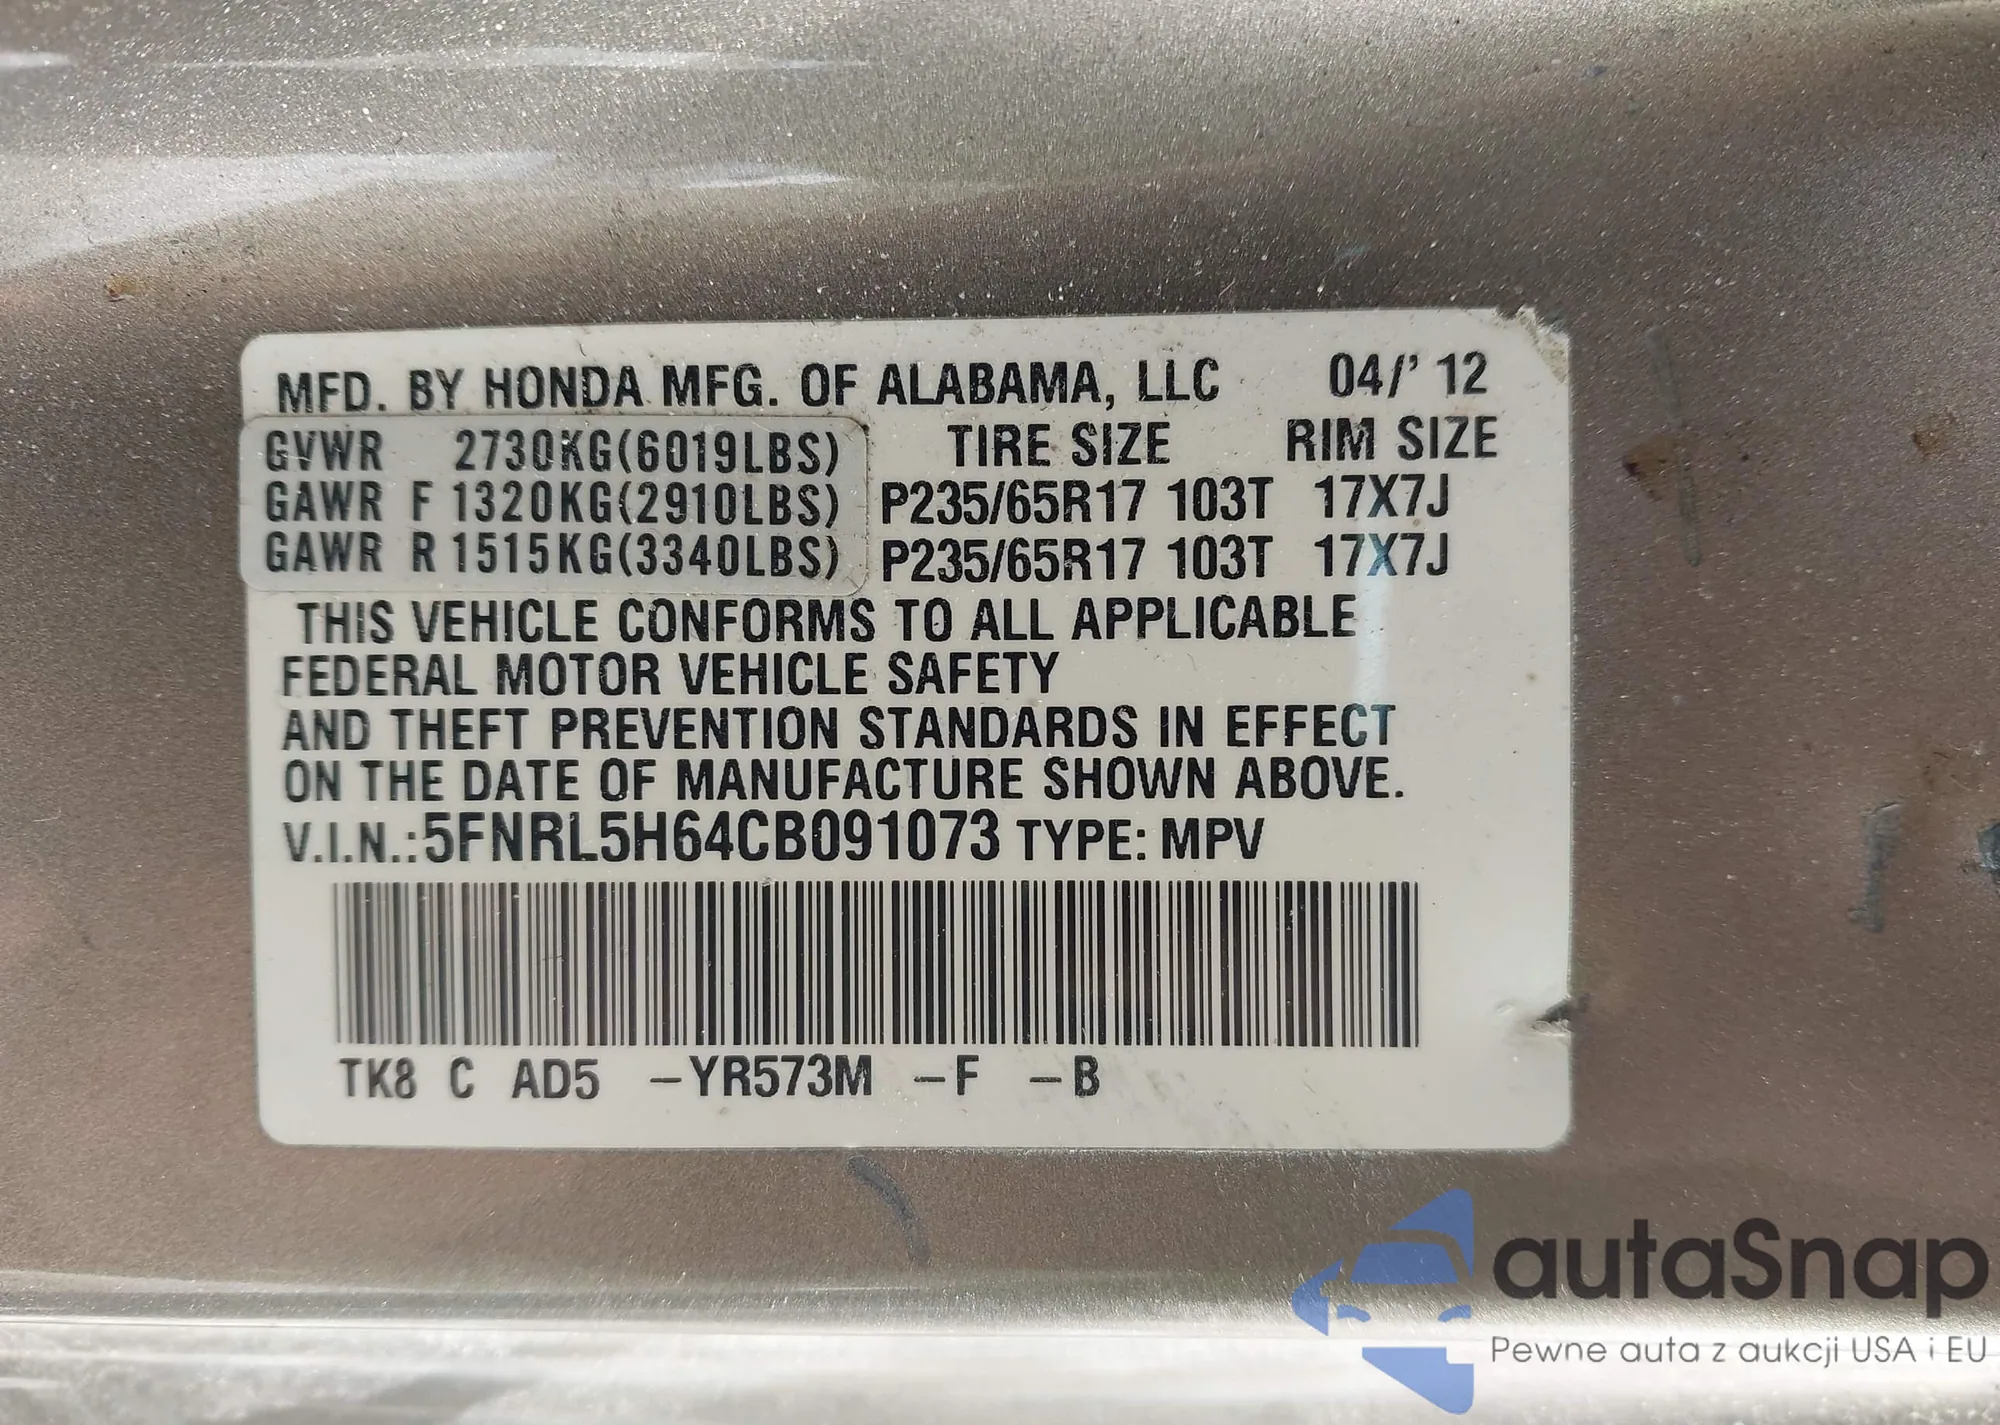 MFD. BY HONDA MFG. OF ALABAMA, LLC 04/' 12
GVWR 2730KG(6019LBS) TIRE SIZE RIM SIZE
GAWR F 1320KG(2910LBS) P235/65R17 103T 17X7J
GAWR R 1515KG(3340LBS) P235/65R17 103T 17X7J
THIS VEHICLE CONFORMS TO ALL APPLICABLE
FEDERAL MOTOR VEHICLE SAFETY
AND THEFT PREVENTION STANDARDS IN EFFECT
ON THE DATE OF MANUFACTURE SHOWN ABOVE.
V.I.N.:5FNRL5H64CB091073 TYPE: MPV
TK8 C AD5 –YR573M –F –B
autaSnap
Pewne auta z aukcji USA i EU